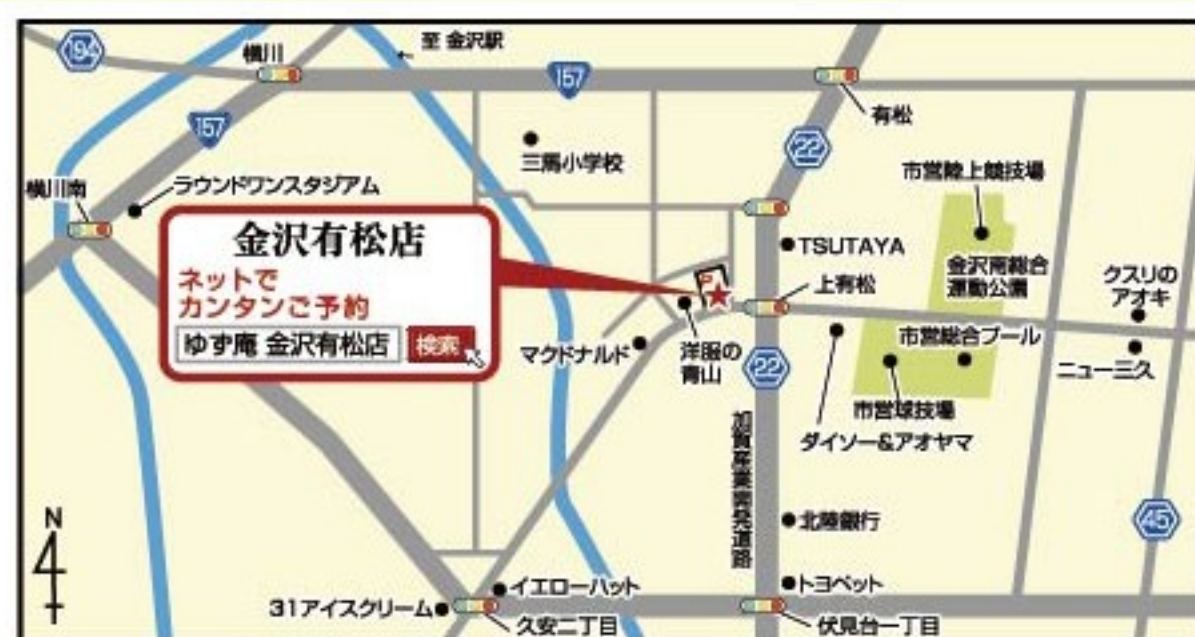 194
横川
至 金沢駅
157
有松
157
22
三馬小学校
市営陸上競技場
横川南
ラウンドワンスタジアム
金沢有松店
ネットで
カンタンご予約
ゆず庵 金沢有松店
検索
TSUTAYA
金沢南総合
運動公園
クスリの
アオキ
P
上有松
マクドナルド
洋服の
青山
22
市営総合プール
ニュー三久
市営球技場
ダイソー&アオヤマ
加賀産業開発道路
北陸銀行
45
N
イエローハット
トヨペット
31アイスクリーム
久安二丁目
伏見台一丁目